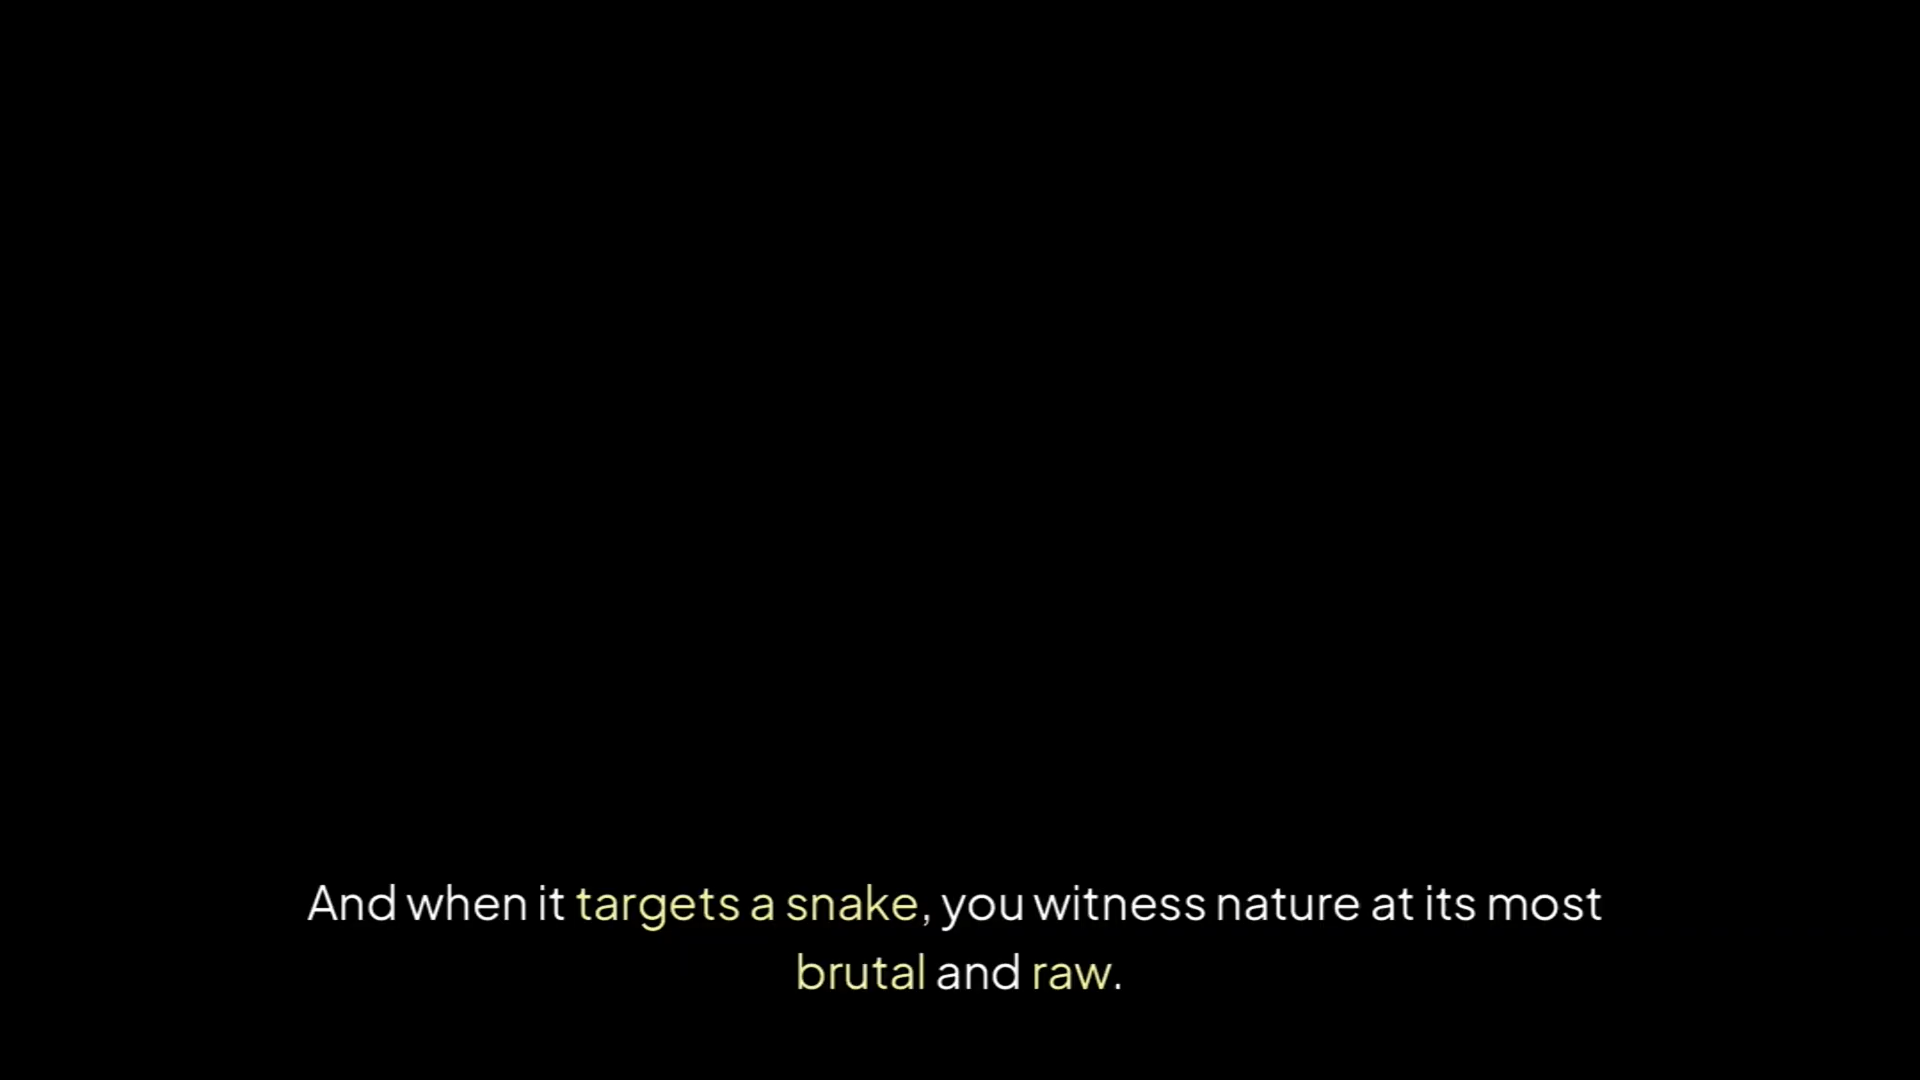 And when it targets a snake, you witness nature at its most
brutal and raw.